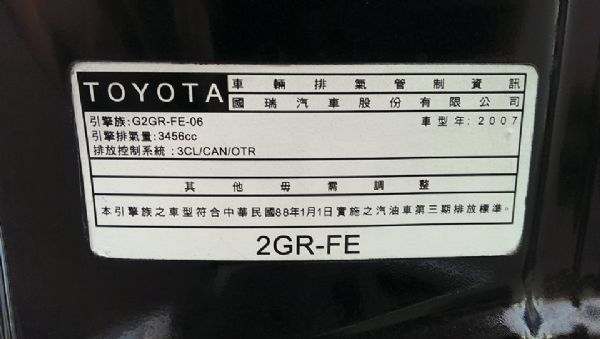 TOYOTA
車輛排氣管制資訊
國瑞汽車股份有限公司
引擎族:G2GR-FE-06 車型年:2007
引擎排氣量:3456cc
排放控制系統:3CL/CAN/OTR
其他毋需調整
本引擎族之車型符合中華民國88年1月1日實施之汽油車第三期排放標準。
2GR-FE